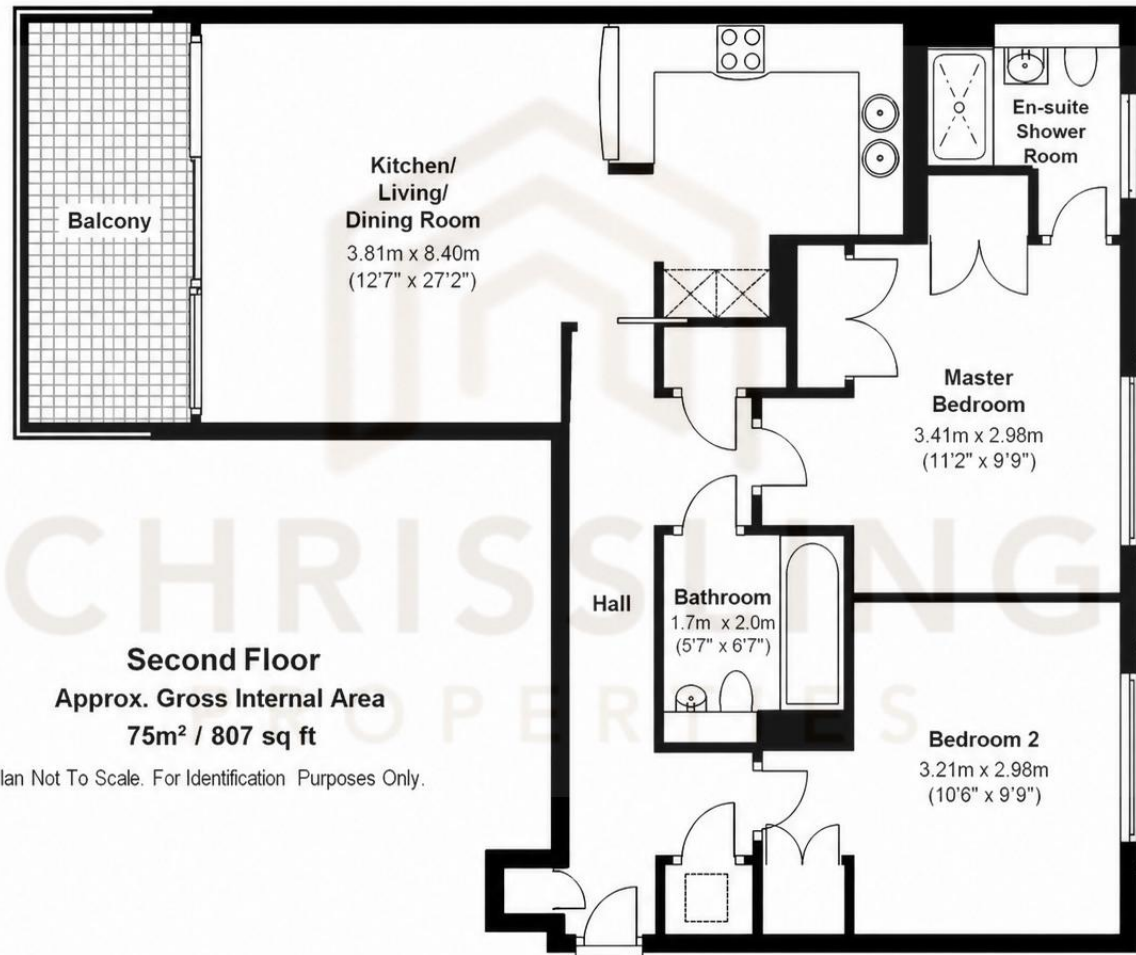 Balcony
Kitchen/
Living/
Dining Room
3.81m x 8.40m
(12'7" x 27'2")
En-suite
Shower
Room
Master
Bedroom
3.41m x 2.98m
(11'2" x 9'9")
Hall
Bathroom
1.7m x 2.0m
(5'7" x 6'7")
Bedroom 2
3.21m x 2.98m
(10'6" x 9'9")
Second Floor
Approx. Gross Internal Area
75m² / 807 sq ft
lan Not To Scale. For Identification Purposes Only.
CHRISSLING
PROPERTIES